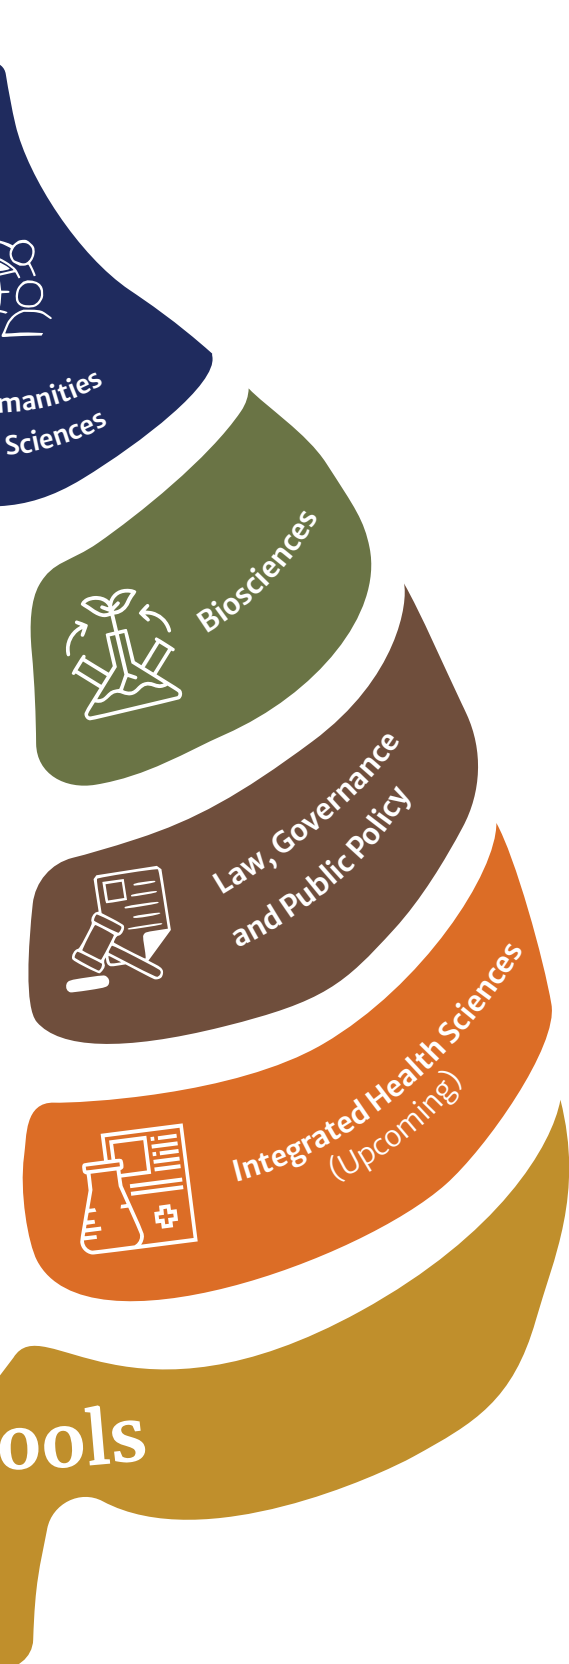 manities
Sciences
Biosciences
Law, Governance
and Public Policy
Integrated Health Sciences
(Upcoming)
ools